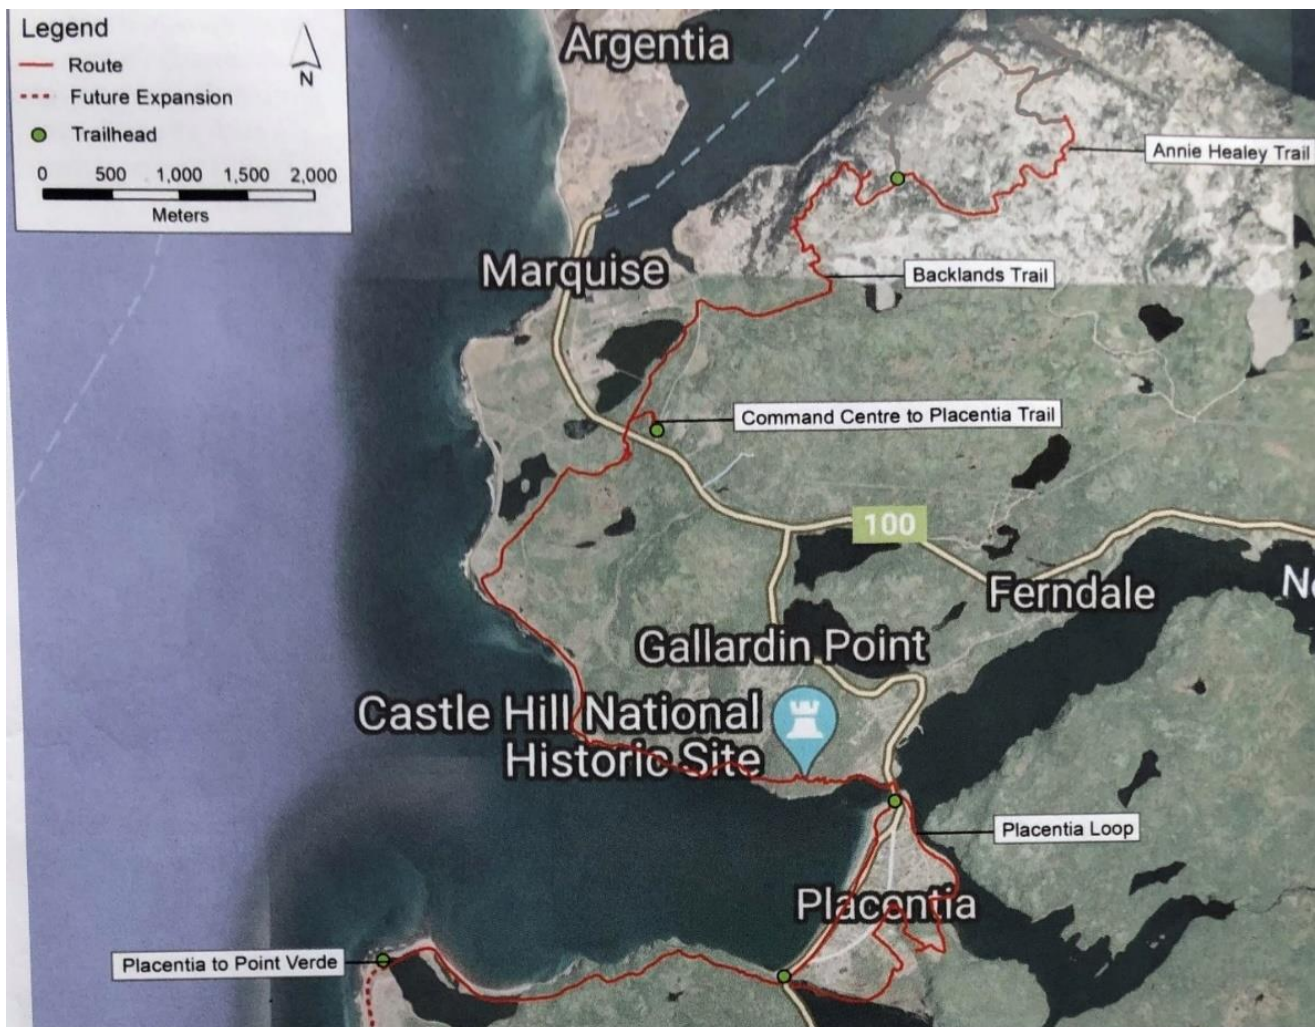 Legend
Route
N
Future Expansion
Trailhead
0 500 1,000 1,500 2,000
Meters
Argentia
Annie Healey Trail
Marquise
Backlands Trail
Command Centre to Placentia Trail
100
Ferndale
Gallardin Point
Castle Hill National
Historic Site
Placentia Loop
Placentia
Placentia to Point Verde